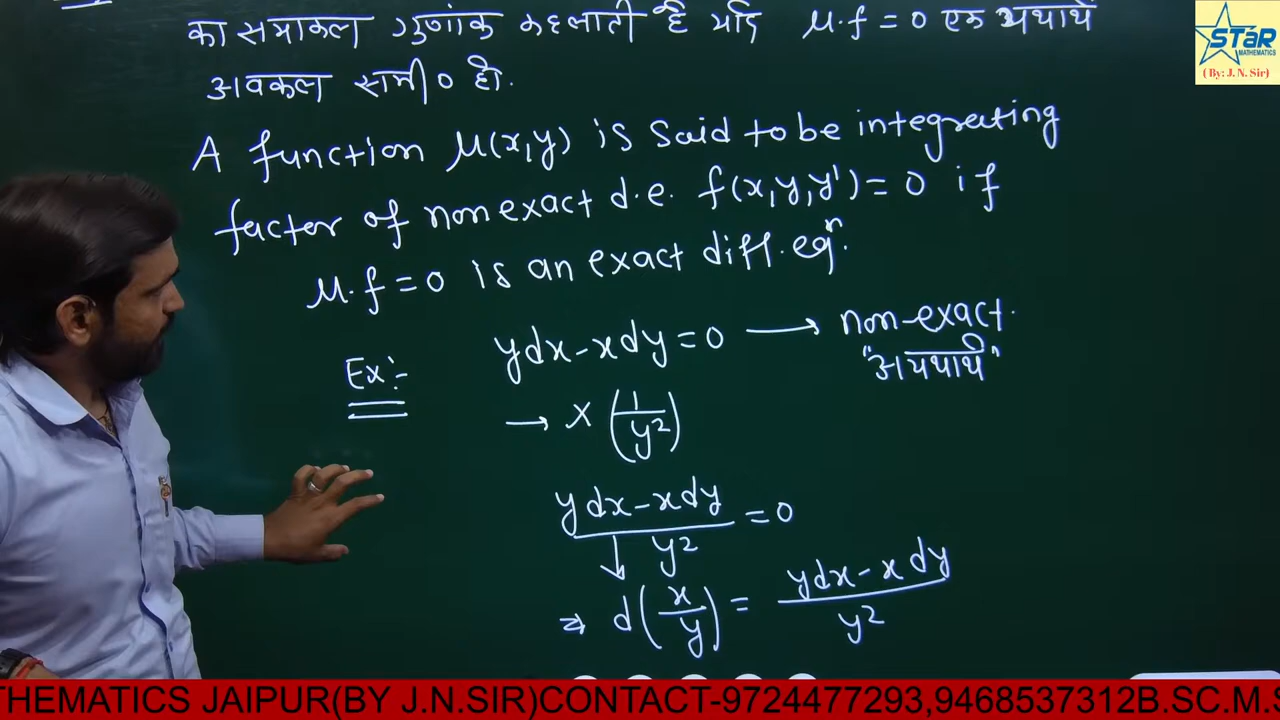 का समाकल गुणांक कहलाती है यदि μ.f = 0 एक यथार्थ
अवकल समी० हो.
A function μ(x,y) is said to be integrating
factor of non exact d.e. f(x,y,y')=0 if
μ.f=0 is an exact diff.eqⁿ.
Ex:- ydx-xdy=0 → non-exact.
"अयथार्थ"
→ × (1/y²)
(ydx-xdy)/y² = 0
↓
⇒ d(x/y) = (ydx-xdy)/y²
STaR
MATHEMATICS
( By: J. N. Sir)
THEMATICS JAIPUR(BY J.N.SIR)CONTACT-9724477293,9468537312B.SC.M.S